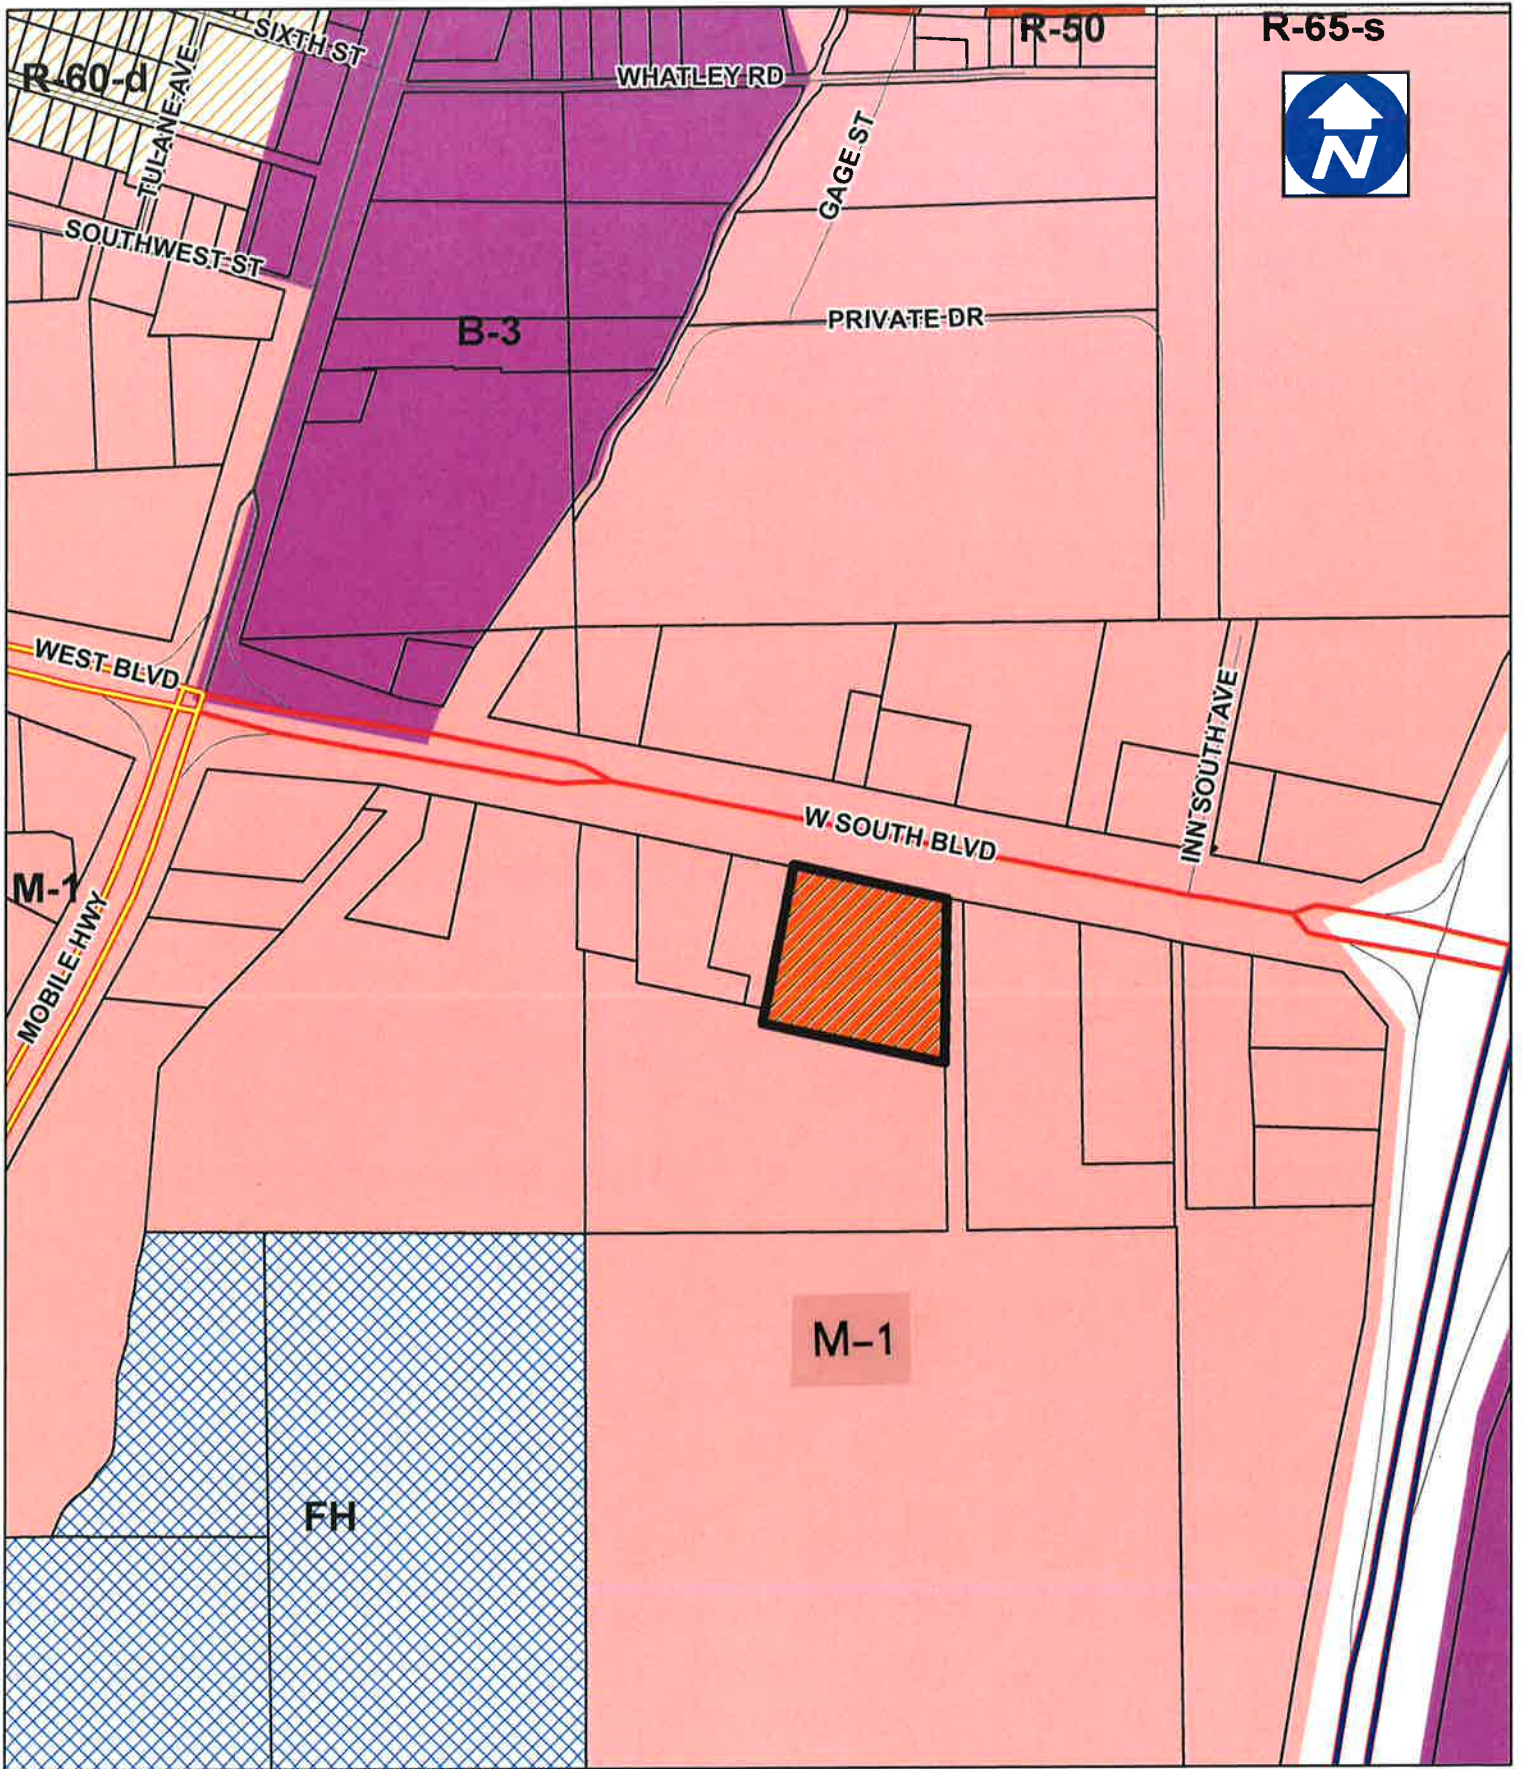 R-50
R-65-s
SIXTH ST
R-60-d
WHATLEY RD
TULANE AVE
GAGE ST
N
SOUTHWEST ST
B-3
PRIVATE DR
WEST BLVD
INN SOUTH AVE
W SOUTH BLVD
M-1
MOBILE HWY
M-1
FH